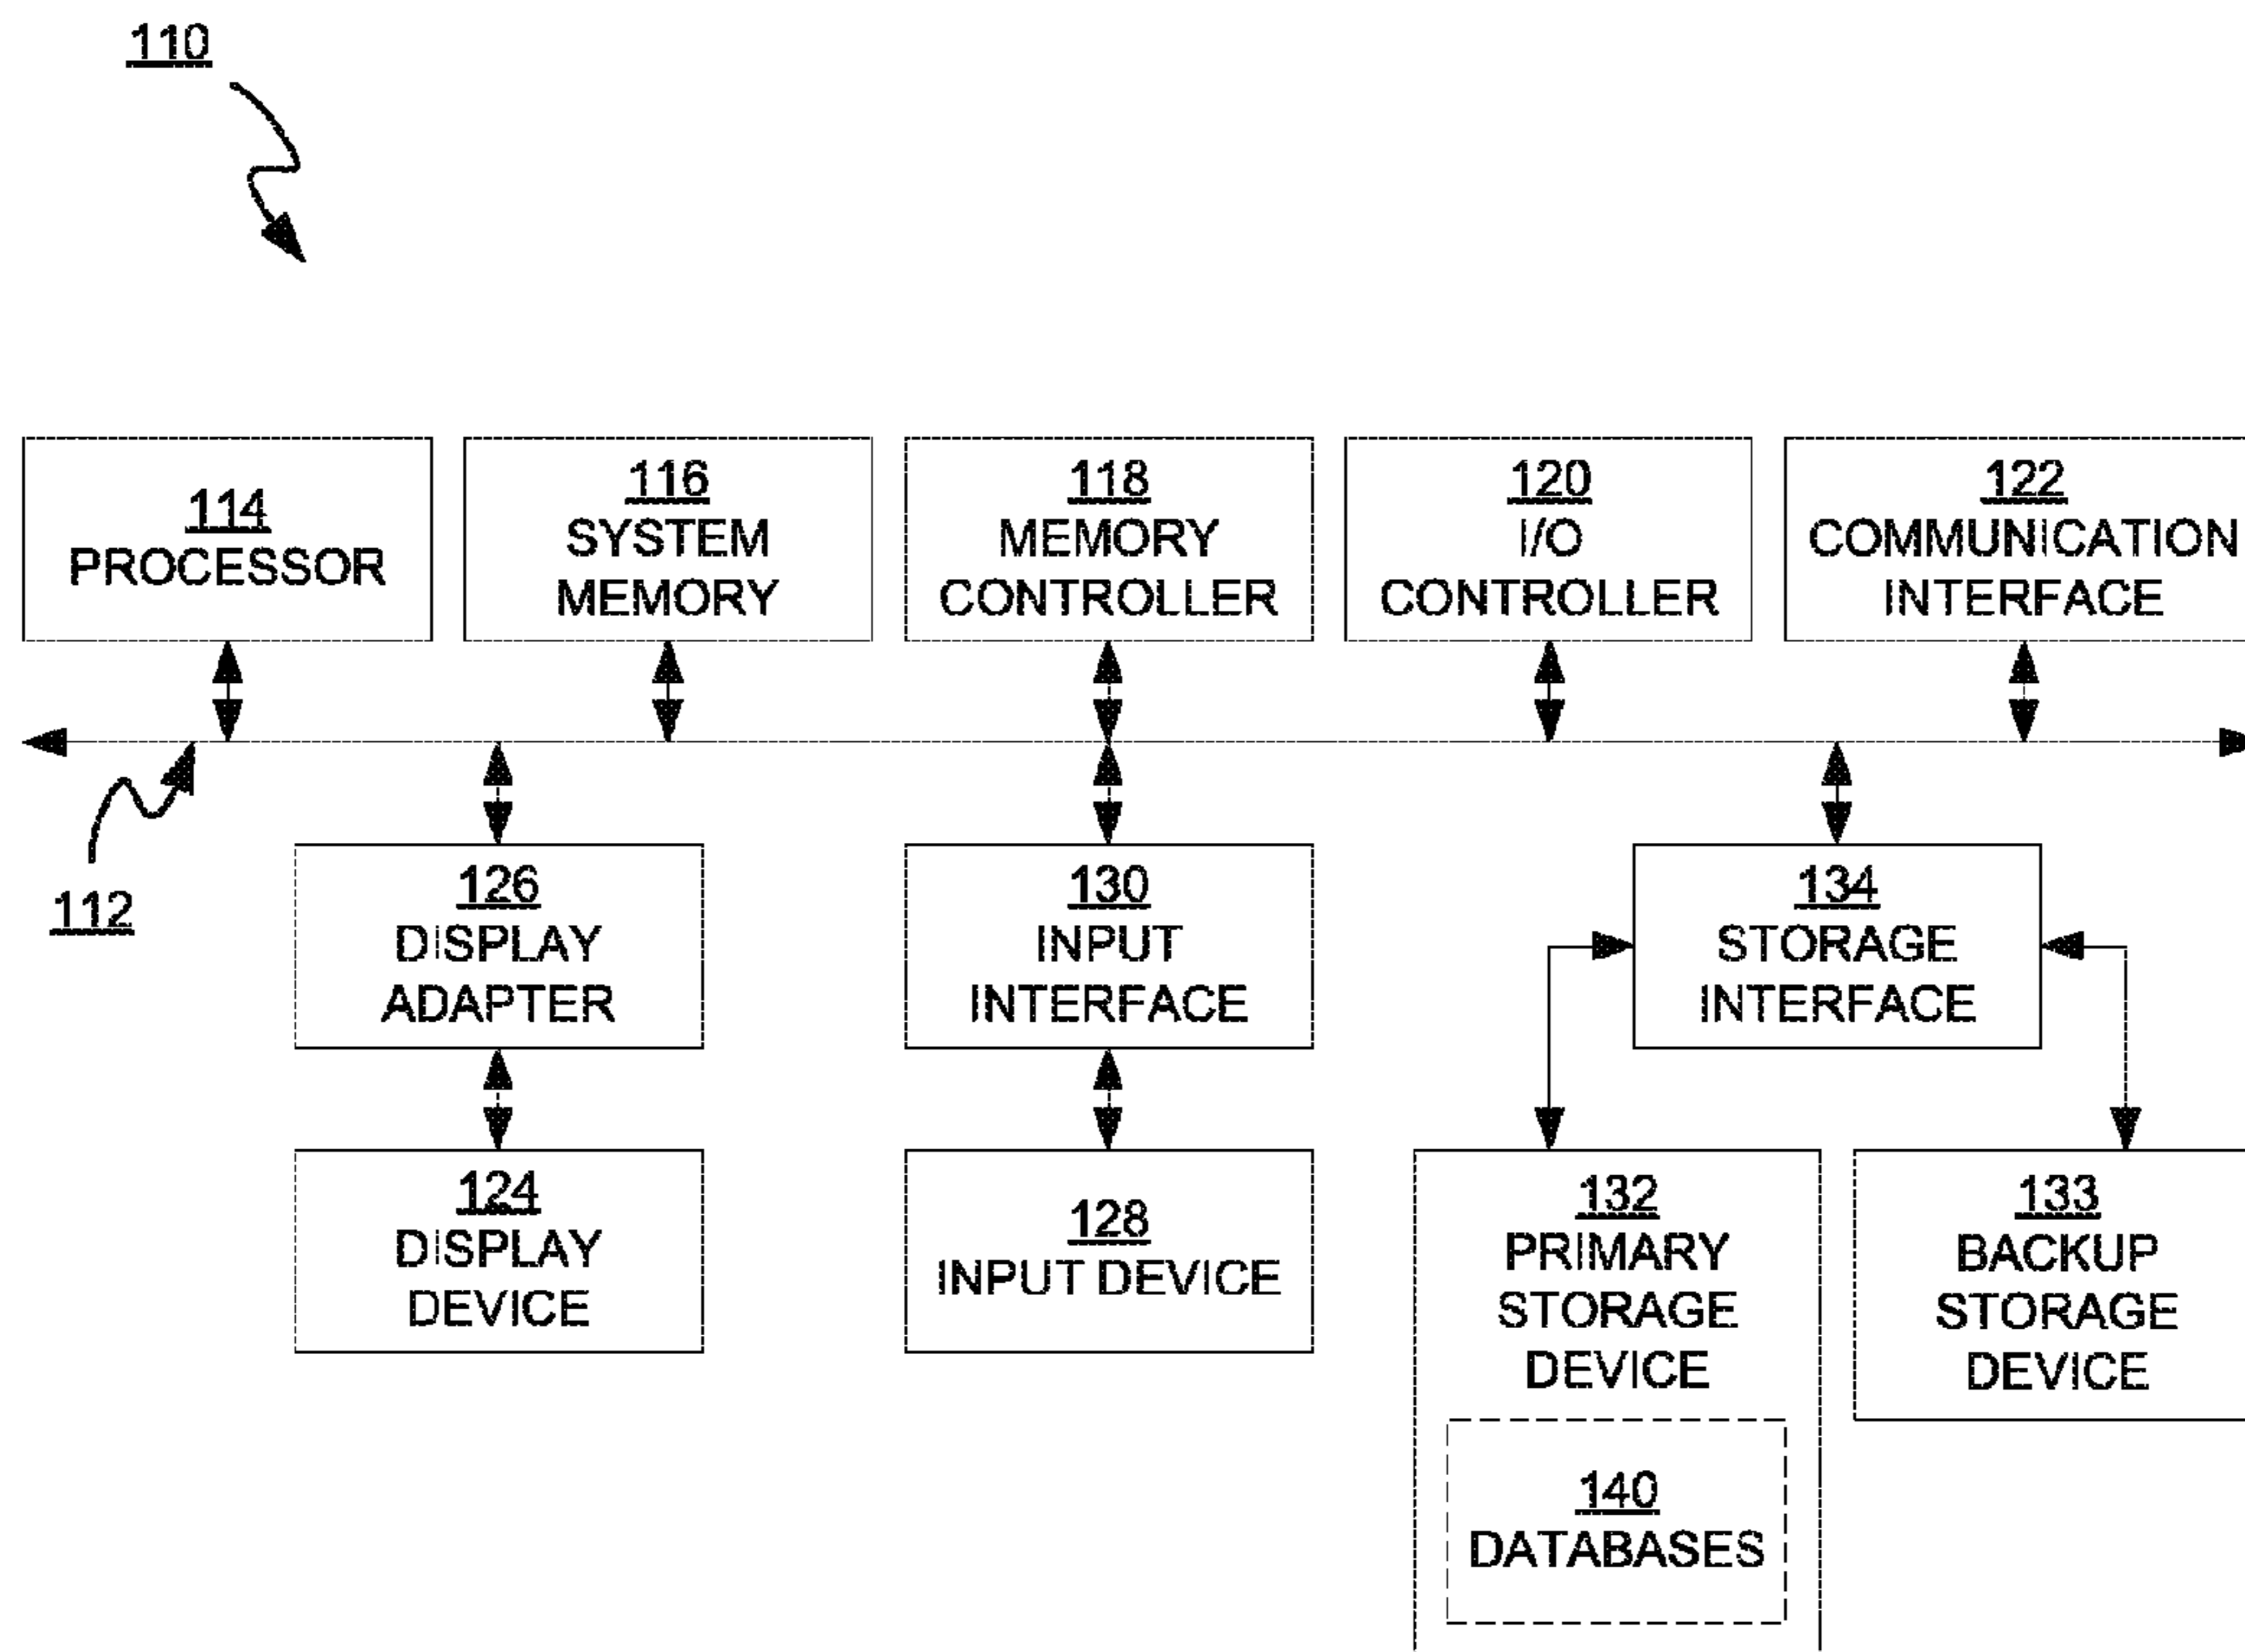 110
114
PROCESSOR
116
SYSTEM
MEMORY
118
MEMORY
CONTROLLER
120
I/O
CONTROLLER
122
COMMUNICATION
INTERFACE
112
126
DISPLAY
ADAPTER
130
INPUT
INTERFACE
134
STORAGE
INTERFACE
124
DISPLAY
DEVICE
128
INPUT DEVICE
132
PRIMARY
STORAGE
DEVICE
133
BACKUP
STORAGE
DEVICE
140
DATABASES